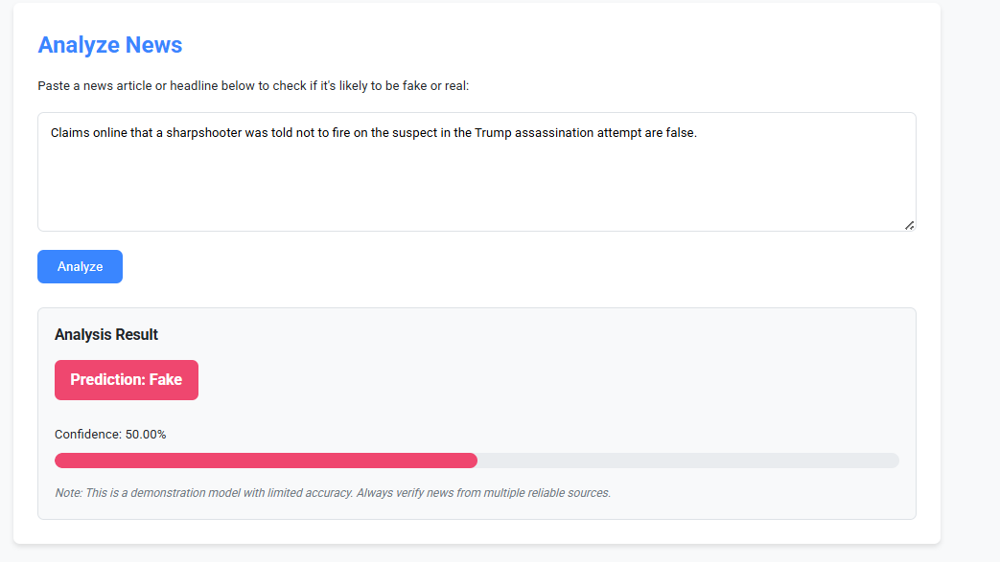 Analyze News
Paste a news article or headline below to check if it's likely to be fake or real:
Claims online that a sharpshooter was told not to fire on the suspect in the Trump assassination attempt are false.
Analyze
Analysis Result
Prediction: Fake
Confidence: 50.00%
Note: This is a demonstration model with limited accuracy. Always verify news from multiple reliable sources.